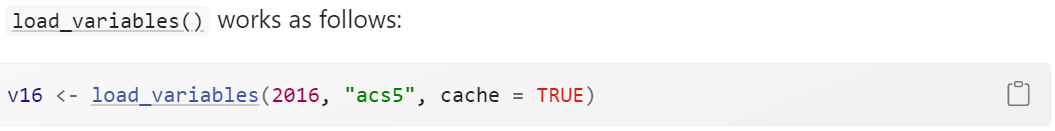 load_variables() works as follows:
v16 <- load_variables(2016, "acs5", cache = TRUE)